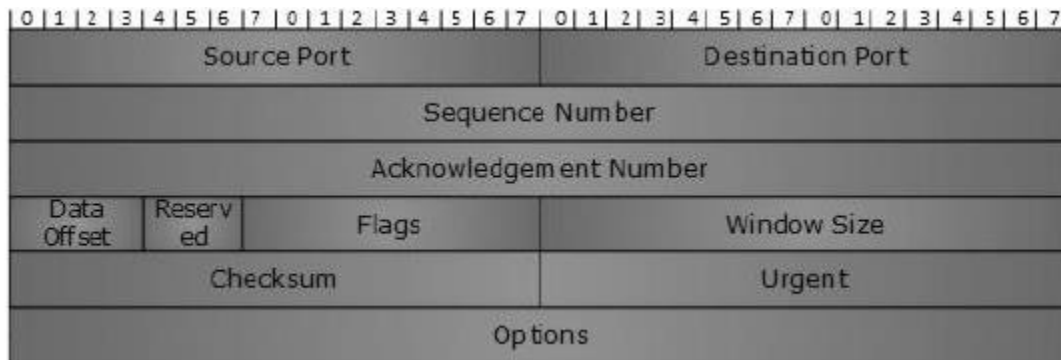 | 0 | 1 | 2 | 3 | 4 | 5 | 6 | 7 | 0 | 1 | 2 | 3 | 4 | 5 | 6 | 7 | 0 | 1 | 2 | 3 | 4 | 5 | 6 | 7 | 0 | 1 | 2 | 3 | 4 | 5 | 6 | 7
Source Port Destination Port
Sequence Number
Acknowledgement Number
Data Offset Reserved Flags Window Size
Checksum Urgent
Options